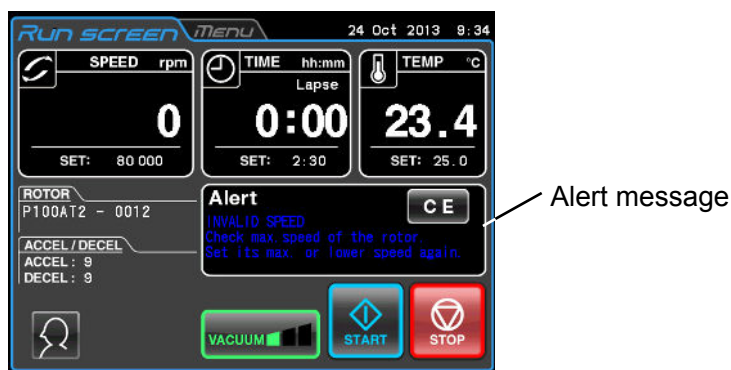 Run screen Menu 24 Oct 2013 9:34
SPEED rpm
0
SET: 80 000
TIME hh:mm
Lapse
0:00
SET: 2:30
TEMP °C
23.4
SET: 25.0
ROTOR
P100AT2 - 0012
ACCEL/DECEL
ACCEL: 9
DECEL: 9
Alert
CE
INVALID SPEED
Check max.speed of the rotor.
Set its max. or lower speed again.
Alert message
VACUUM
START
STOP